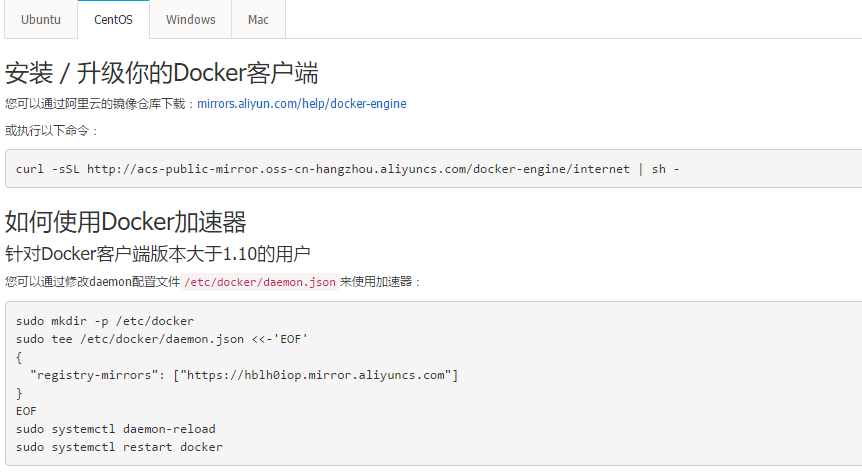 Ubuntu CentOS Windows Mac
安装 / 升级你的Docker客户端
您可以通过阿里云的镜像仓库下载：mirrors.aliyun.com/help/docker-engine
或执行以下命令：
curl -sSL http://acs-public-mirror.oss-cn-hangzhou.aliyuncs.com/docker-engine/internet | sh -
如何使用Docker加速器
针对Docker客户端版本大于1.10的用户
您可以通过修改daemon配置文件 /etc/docker/daemon.json 来使用加速器：
sudo mkdir -p /etc/docker
sudo tee /etc/docker/daemon.json <<-'EOF'
{
  "registry-mirrors": ["https://hblh0iop.mirror.aliyuncs.com"]
}
EOF
sudo systemctl daemon-reload
sudo systemctl restart docker